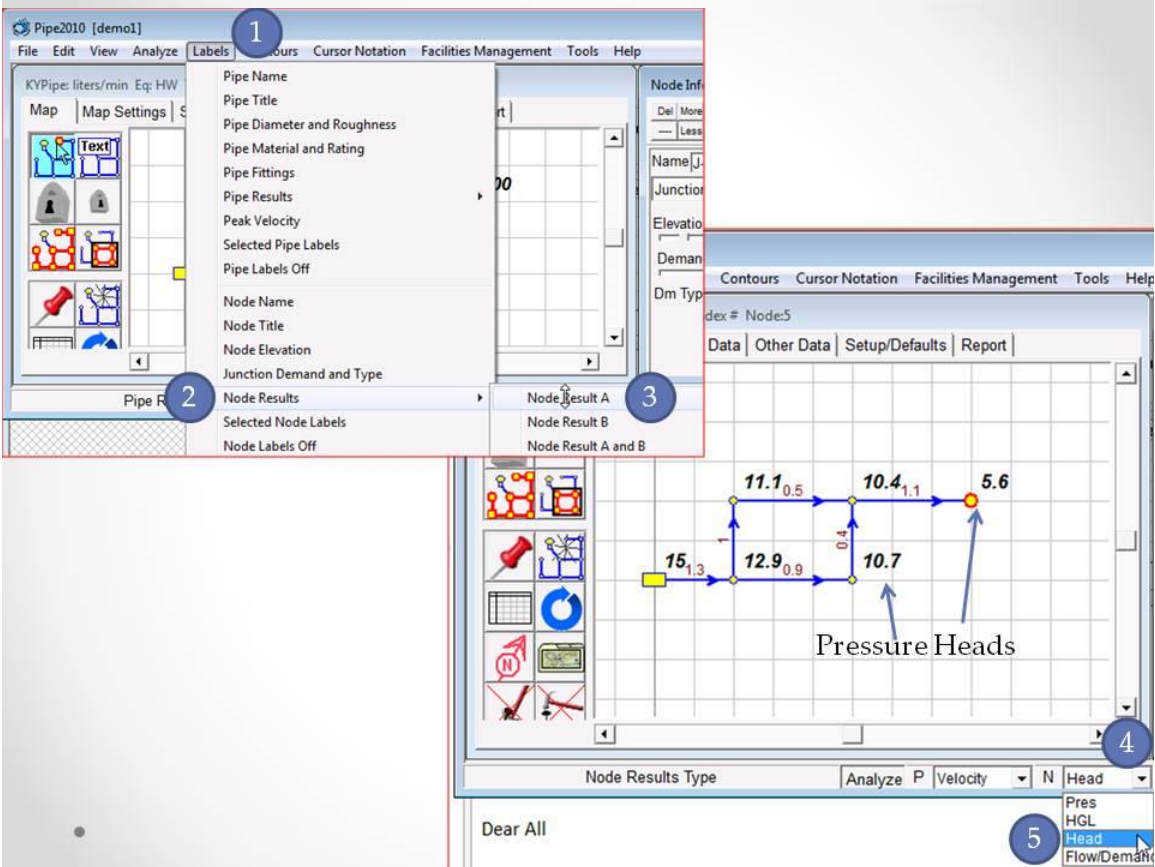 Pipe2010 [demo1]
1
File Edit View Analyze Labels ours Cursor Notation Facilities Management Tools Help
KYPipe: liters/min Eq: HW
Map Map Settings S rt
Text
Pipe Name
Pipe Title
Pipe Diameter and Roughness
Pipe Material and Rating
Pipe Fittings
Pipe Results
Peak Velocity
Selected Pipe Labels
Pipe Labels Off
Node Name
Node Title
Node Elevation
Junction Demand and Type
2 Node Results
Selected Node Labels
Node Labels Off
Node Result A 3
Node Result B
Node Result A and B
00
Pipe R
Node Inf
Del More
--- Less
Name J-
Junction
Elevatio
Deman
Dm Typ
Contours Cursor Notation Facilities Management Tools Help
dex # Node:5
Data Other Data Setup/Defaults Report
11.1 0.5 10.4 1.1 5.6
1 0.4
15 1.3 12.9 0.9 10.7
N
Pressure Heads
4
Node Results Type Analyze P Velocity N Head
Pres
HGL
5 Head
Flow/Demand
Dear All